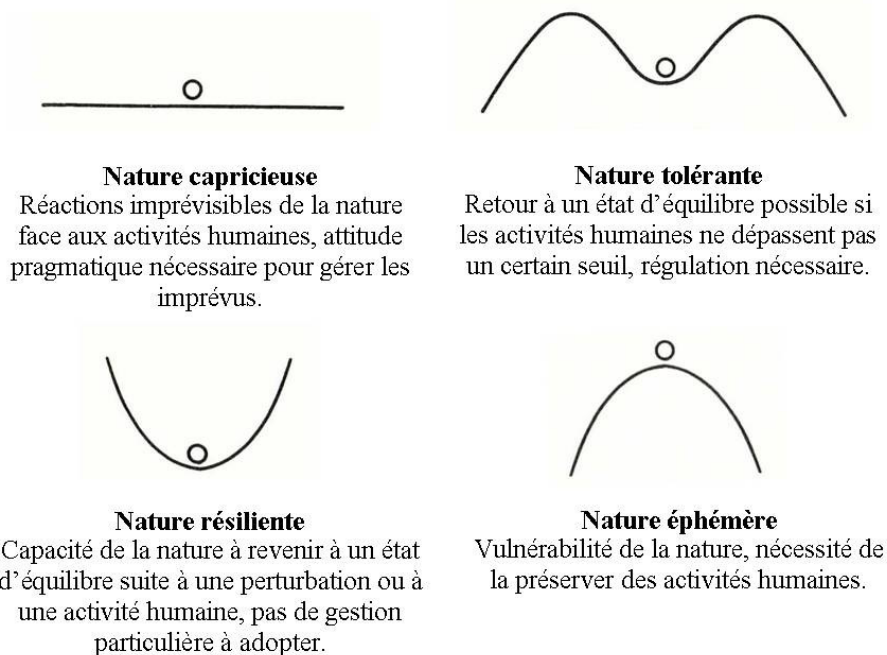 Nature capricieuse
Réactions imprévisibles de la nature
face aux activités humaines, attitude
pragmatique nécessaire pour gérer les
imprévus.
Nature tolérante
Retour à un état d’équilibre possible si
les activités humaines ne dépassent pas
un certain seuil, régulation nécessaire.
Nature résiliente
Capacité de la nature à revenir à un état
d’équilibre suite à une perturbation ou à
une activité humaine, pas de gestion
particulière à adopter.
Nature éphémère
Vulnérabilité de la nature, nécessité de
la préserver des activités humaines.